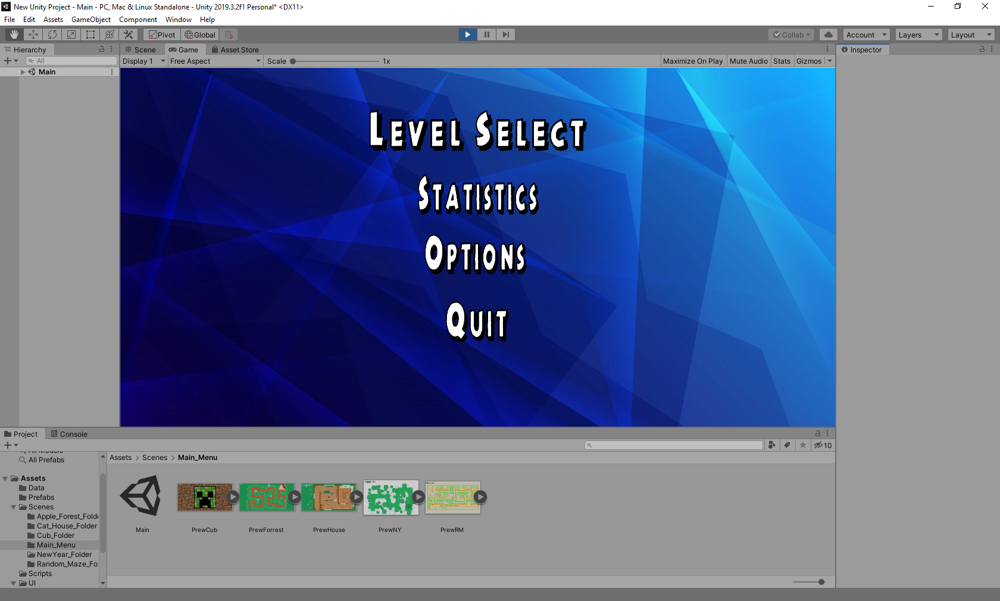 New Unity Project - Main - PC, Mac & Linux Standalone - Unity 2019.3.2f1 Personal* <DX11>
File Edit Assets GameObject Component Window Help
Pivot Global Collab Account Layers Layout
Hierarchy Scene Game Asset Store Inspector
All Display 1 Free Aspect Scale 1x Maximize On Play Mute Audio Stats Gizmos
Main
Level Select
Statistics
Options
Quit
Project Console
10
All Models
All Prefabs
Assets > Scenes > Main_Menu
Assets
Data
Prefabs
Scenes
Apple_Forest_Folde
Cat_House_Folder
Cub_Folder
Main_Menu
NewYear_Folder
Random_Maze_Fo
Scripts
UI
Main PrewCub PrewForrest PrewHouse PrewNY PrewRM